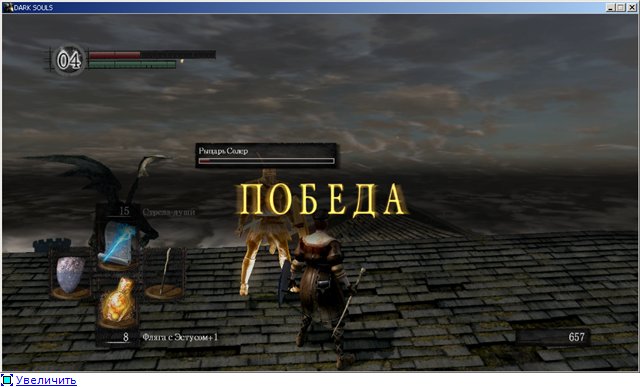 DARK SOULS
04
Рыцарь Солер
ПОБЕДА
15 Стрела души
8 Фляга с Эстусом+1
657
Увеличить